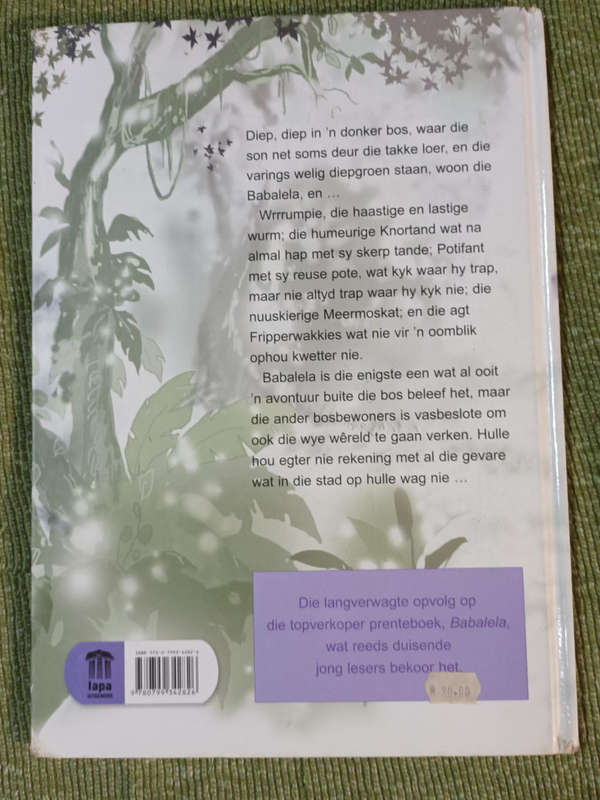 Diep, diep in 'n donker bos, waar die
son net soms deur die takke loer, en die
varings welig diepgroen staan, woon die
Babalela, en ...
Wrrrumpie, die haastige en lastige
wurm; die humeurige Knortand wat na
almal hap met sy skerp tande; Potifant
met sy reuse pote, wat kyk waar hy trap,
maar nie altyd trap waar hy kyk nie; die
nuuskierige Meermoskat; en die agt
Fripperwakkies wat nie vir 'n oomblik
ophou kwetter nie.
Babalela is die enigste een wat al ooit
'n avontuur buite die bos beleef het, maar
die ander bosbewoners is vasbeslote om
ook die wye wêreld te gaan verken. Hulle
hou egter nie rekening met al die gevare
wat in die stad op hulle wag nie ...
Die langverwagte opvolg op
die topverkoper prenteboek, Babalela,
wat reeds duisende
jong lesers bekoor het.
lapa
UITGEWERS
9 780799 342826